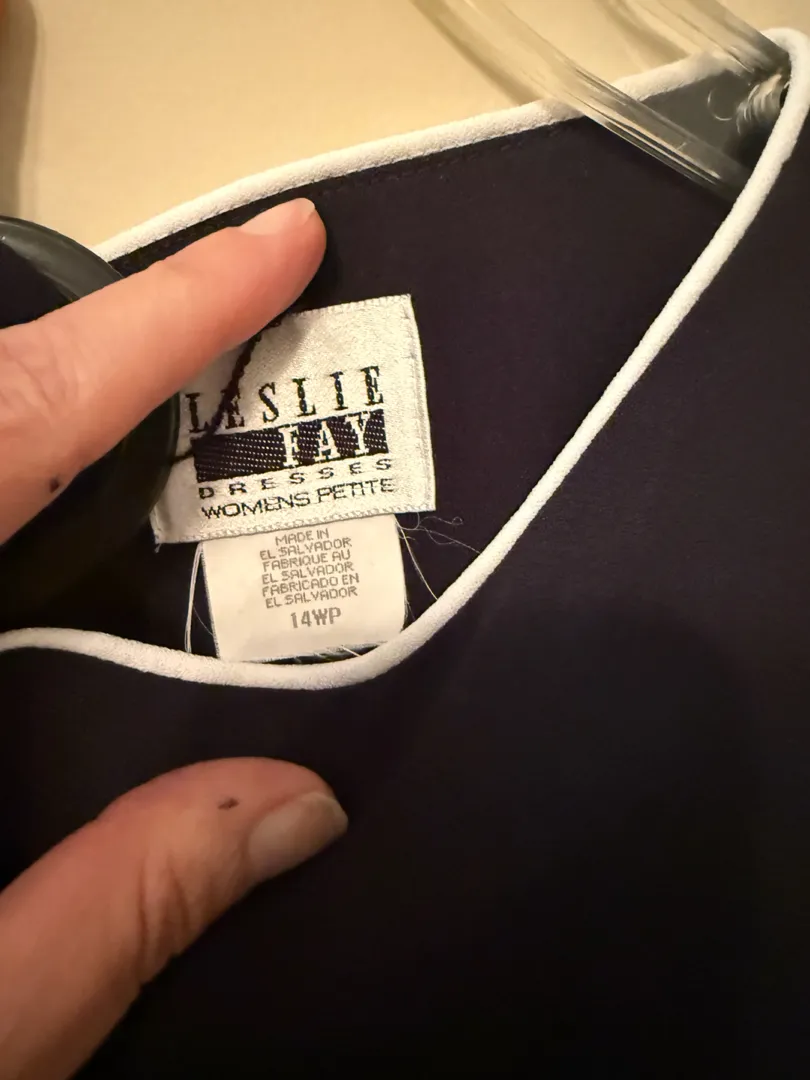 LESLIE
FAY
DRESSES
WOMENS PETITE
MADE IN
EL SALVADOR
FABRIQUE AU
EL SALVADOR
FABRICADO EN
EL SALVADOR
14WP